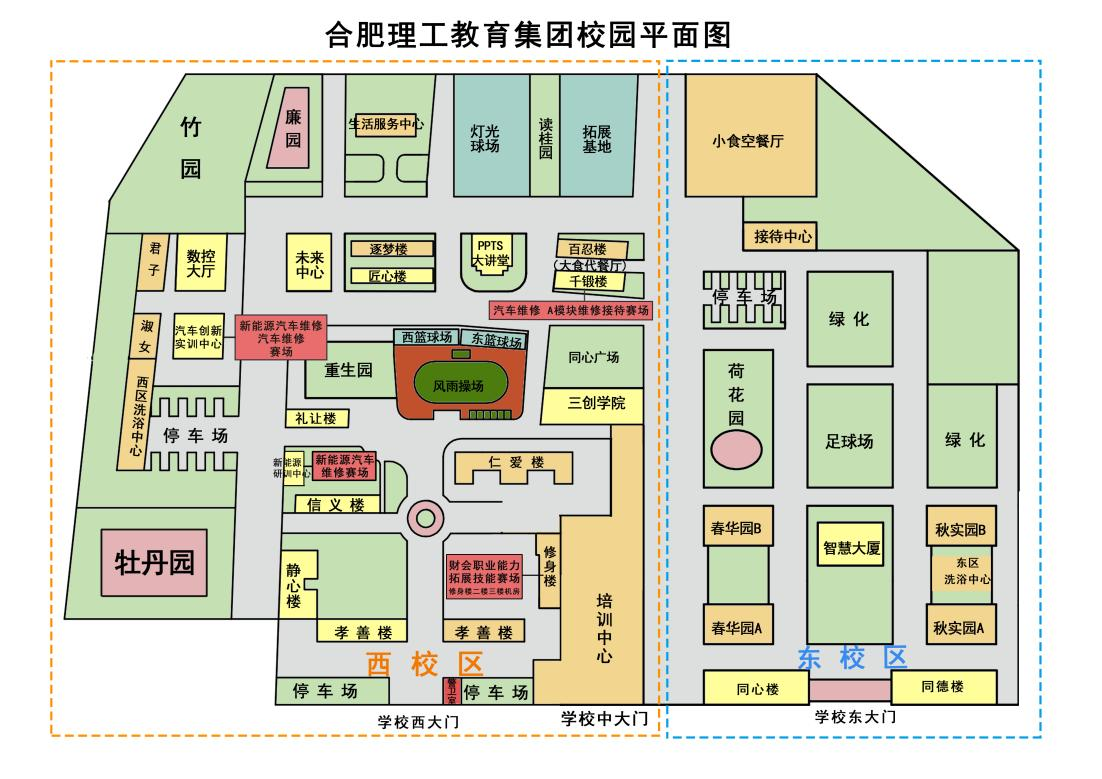 合肥理工教育集团校园平面图
竹
园
廉
园
生活服务中心
灯光
球场
读
桂
园
拓展
基地
小食空餐厅
接待中心
君
子
数控
大厅
未来
中心
逐梦楼
匠心楼
PPTS
大讲堂
百忍楼
(大食代餐厅)
千锻楼
汽车维修 A模块维修接待赛场
停车场
绿化
淑
女
汽车创新
实训中心
新能源汽车维修
汽车维修
赛场
西篮球场
东篮球场
重生园
风雨操场
同心广场
三创学院
礼让楼
西区洗浴中心
停车场
荷
花
园
足球场
绿化
新能源
研训中心
新能源汽车
维修赛场
仁爱楼
信义楼
春华园B
智慧大厦
秋实园B
东区
洗浴中心
牡丹园
静
心
楼
财会职业能力
拓展技能赛场
修身楼二楼三楼机房
修
身
楼
培
训
中
心
春华园A
秋实园A
孝善楼
孝善楼
西校区
东校区
停车场
警卫室
停车场
同心楼
同德楼
学校西大门
学校中大门
学校东大门